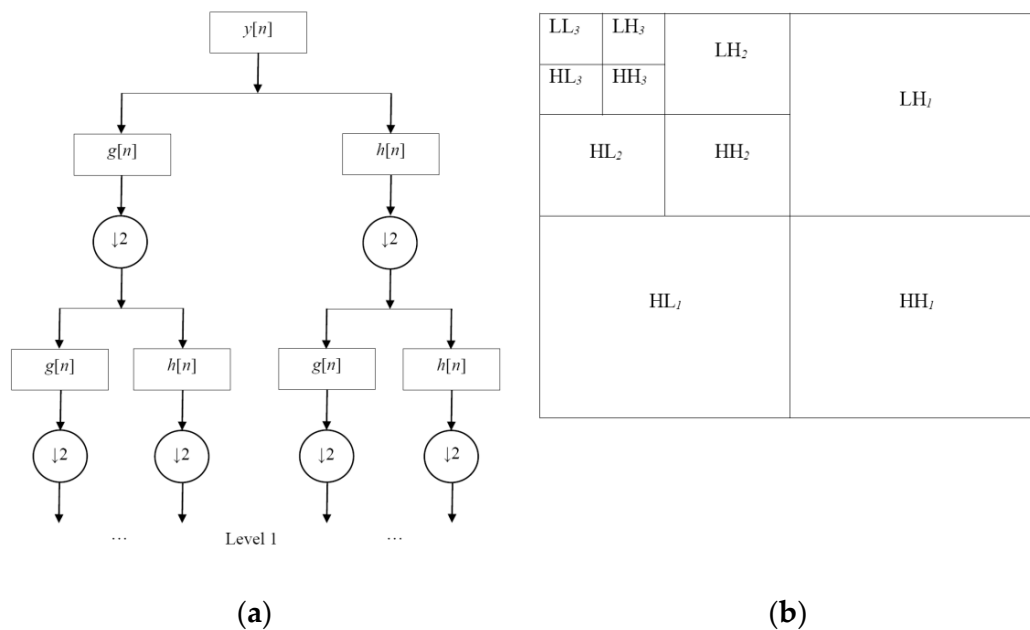 y[n]
g[n] h[n]
↓2 ↓2
g[n] h[n] g[n] h[n]
↓2 ↓2 ↓2 ↓2
... Level 1 ...
(a)
LL3 LH3
LH2
HL3 HH3
LH1
HL2 HH2
HL1 HH1
(b)